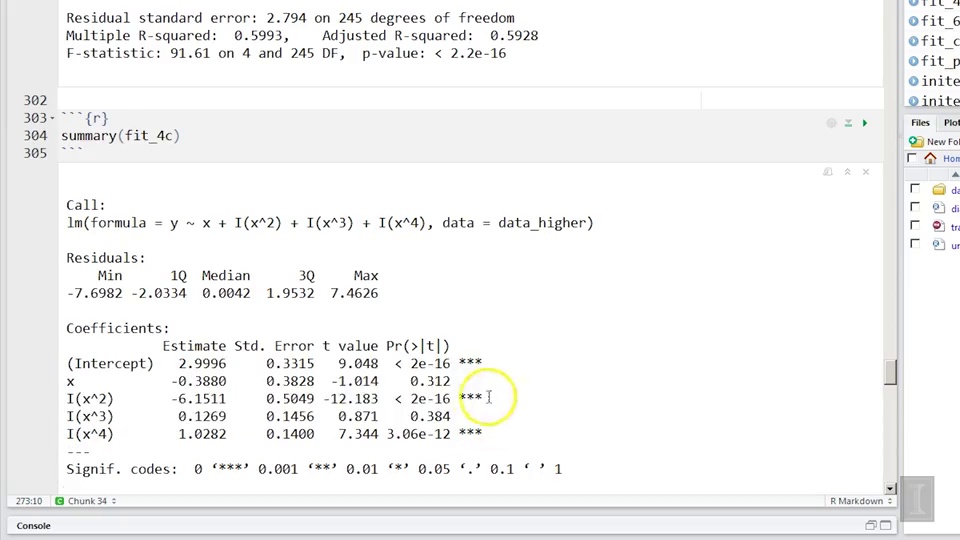 fit_4
fit_6
fit_c
fit_p
inite
inite
Residual standard error: 2.794 on 245 degrees of freedom
Multiple R-squared:  0.5993,    Adjusted R-squared:  0.5928
F-statistic: 91.61 on 4 and 245 DF,  p-value: < 2.2e-16
302
303 ```{r}
304 summary(fit_4c)
305 ```
Call:
lm(formula = y ~ x + I(x^2) + I(x^3) + I(x^4), data = data_higher)
Residuals:
Min 1Q Median 3Q Max
-7.6982 -2.0334 0.0042 1.9532 7.4626
Coefficients:
Estimate Std. Error t value Pr(>|t|)
(Intercept) 2.9996 0.3315 9.048 < 2e-16 ***
x -0.3880 0.3828 -1.014 0.312
I(x^2) -6.1511 0.5049 -12.183 < 2e-16 ***
I(x^3) 0.1269 0.1456 0.871 0.384
I(x^4) 1.0282 0.1400 7.344 3.06e-12 ***
---
Signif. codes:  0 ‘***’ 0.001 ‘**’ 0.01 ‘*’ 0.05 ‘.’ 0.1 ‘ ’ 1
273:10 Chunk 34 R Markdown
Console
Files Plot
New Fol
Hom
da
di
tra
ur